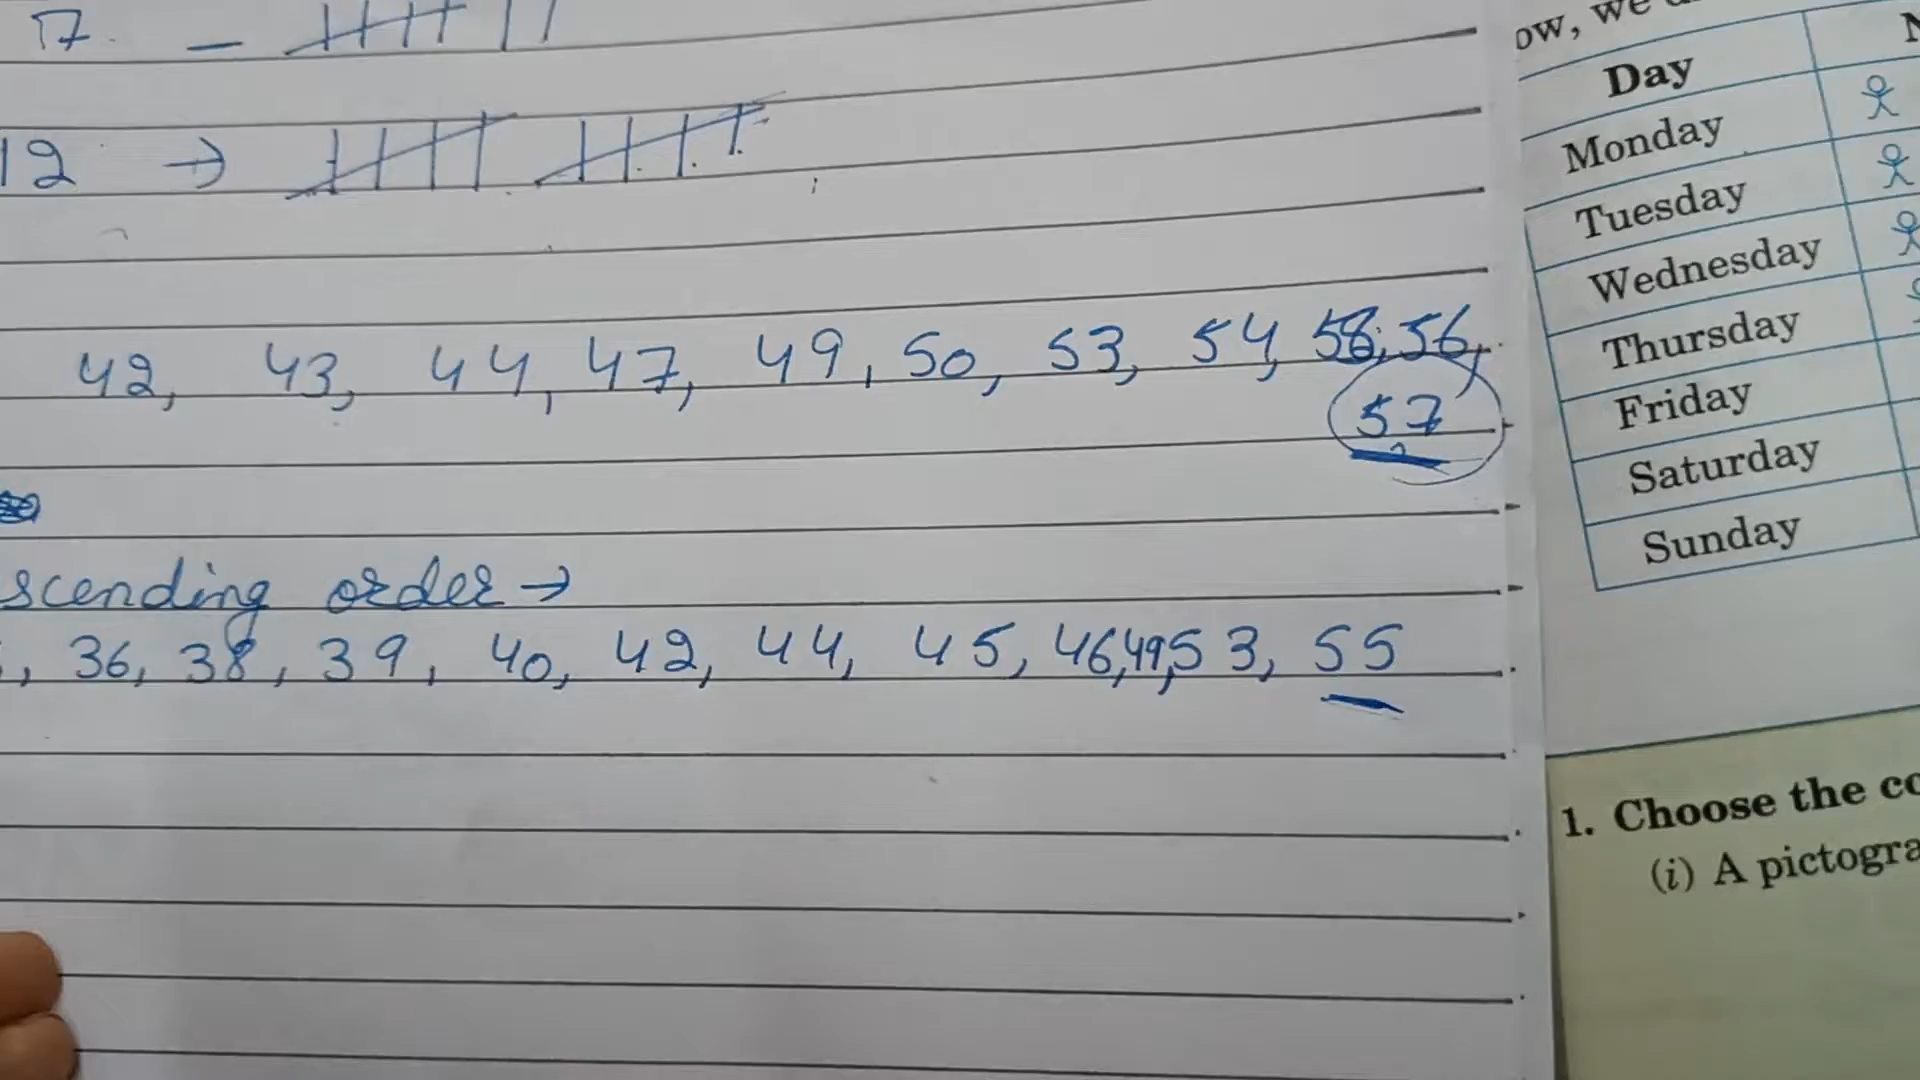 17. –
12 →
42, 43, 44, 47, 49, 50, 53, 54, 56, 56,
57
scending order →
, 36, 38, 39, 40, 42, 44, 45, 46, 49, 53, 55
ow, we
Day N
Monday
Tuesday
Wednesday
Thursday
Friday
Saturday
Sunday
1. Choose the co
(i) A pictogra